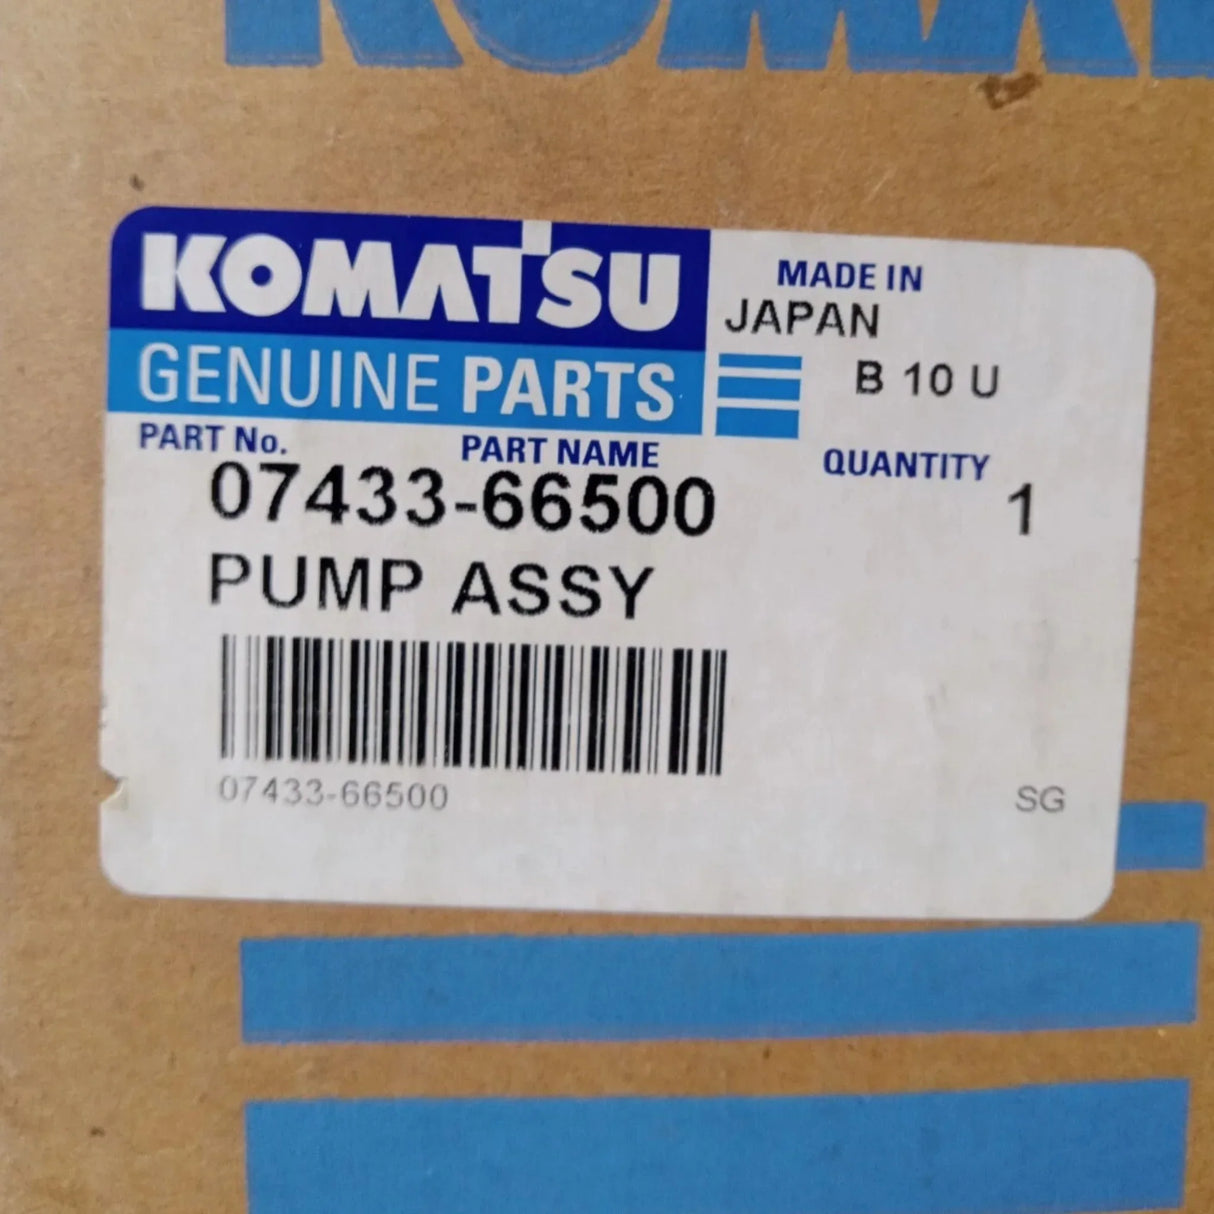 KOMATSU
GENUINE PARTS
MADE IN
JAPAN
B 10 U
PART No.
PART NAME
QUANTITY
07433-66500
1
PUMP ASSY
07433-66500
SG